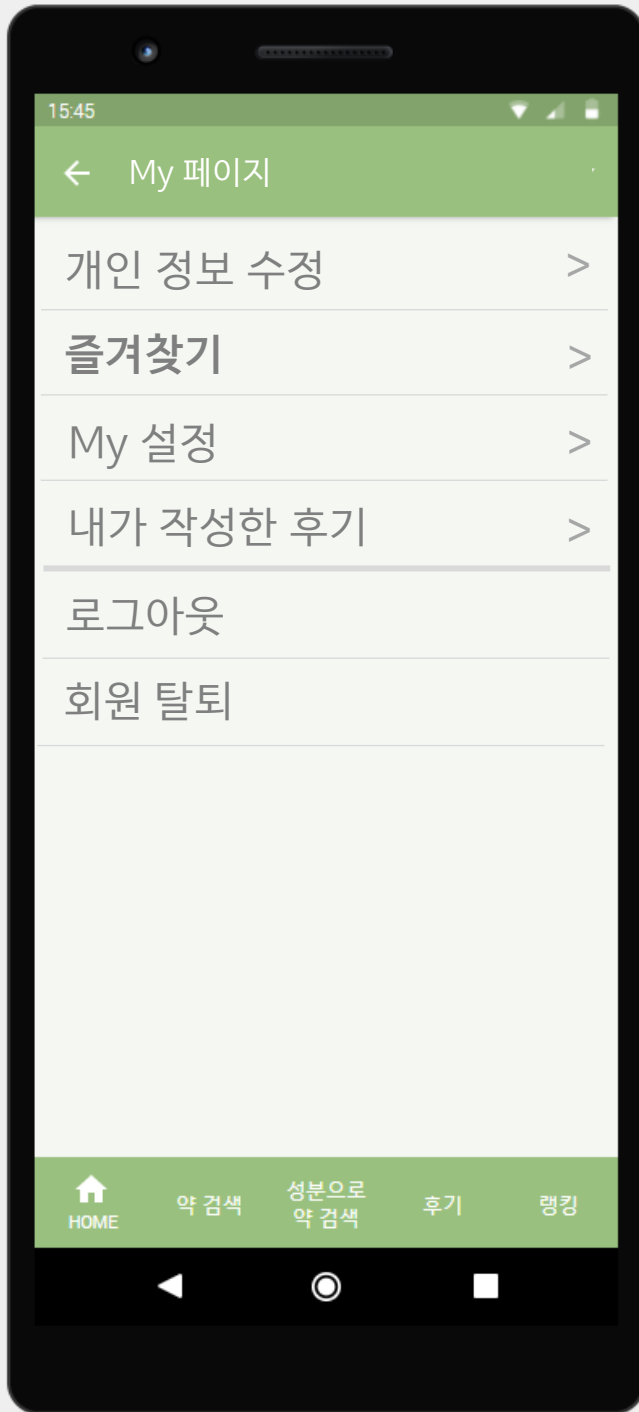 15:45
My 페이지
개인 정보 수정 >
즐겨찾기 >
My 설정 >
내가 작성한 후기 >
로그아웃
회원 탈퇴
HOME
약 검색
성분으로
약 검색
후기
랭킹